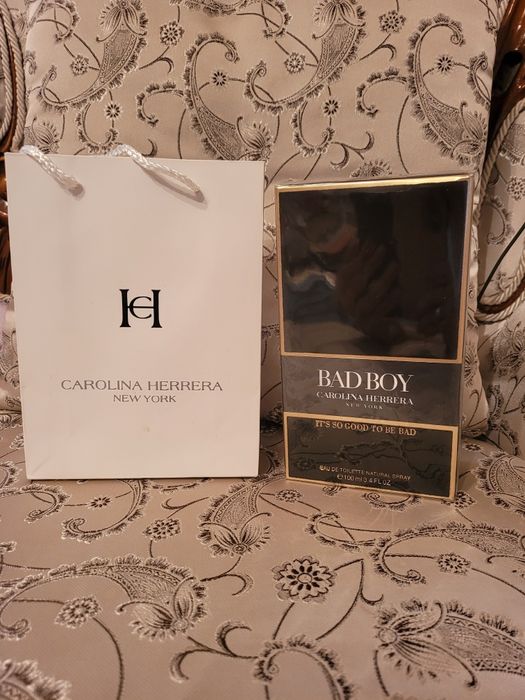 CH
CAROLINA HERRERA
NEW YORK
BAD BOY
CAROLINA HERRERA
NEW YORK
IT'S SO GOOD TO BE BAD
EAU DE TOILETTE NATURAL SPRAY
℮100 ml 0.4 FL OZ